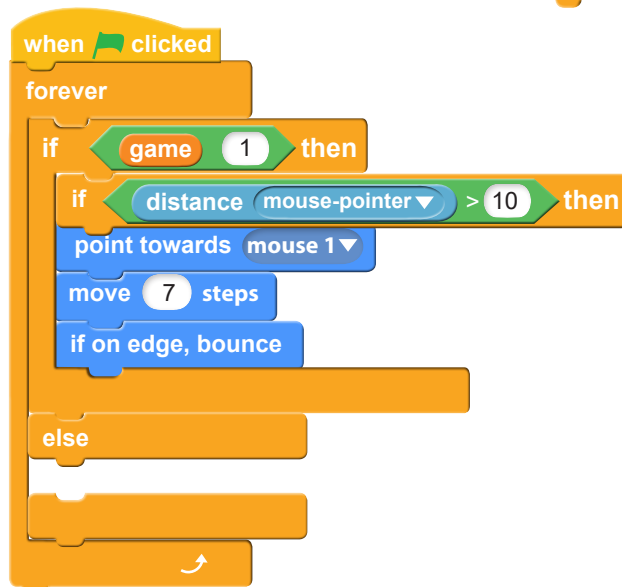 when clicked
forever
if game 1 then
if distance mouse-pointer > 10 then
point towards mouse 1
move 7 steps
if on edge, bounce
else